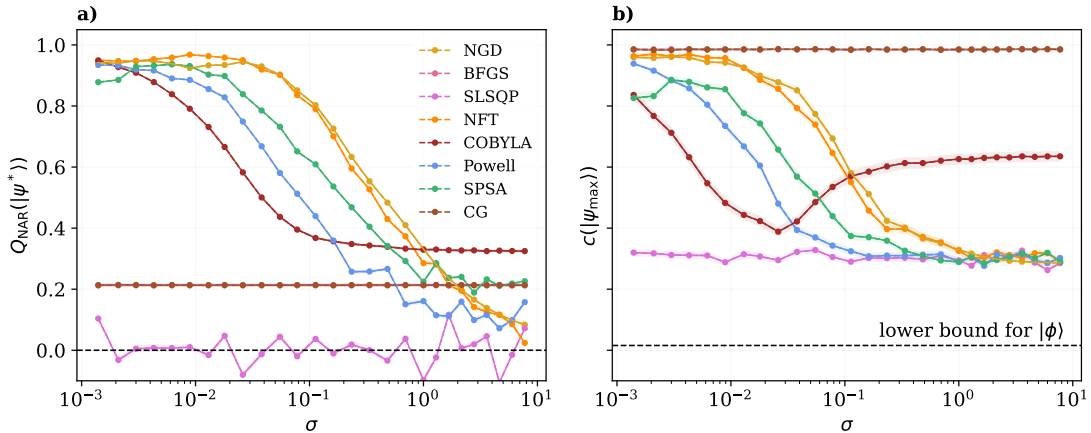 a)
Q_NAR(|ψ*⟩)
1.0
0.8
0.6
0.4
0.2
0.0
NGD
BFGS
SLSQP
NFT
COBYLA
Powell
SPSA
CG
10⁻³
10⁻²
10⁻¹
10⁰
10¹
σ
b)
c(|ψ_max⟩)
lower bound for |ϕ⟩
10⁻³
10⁻²
10⁻¹
10⁰
10¹
σ